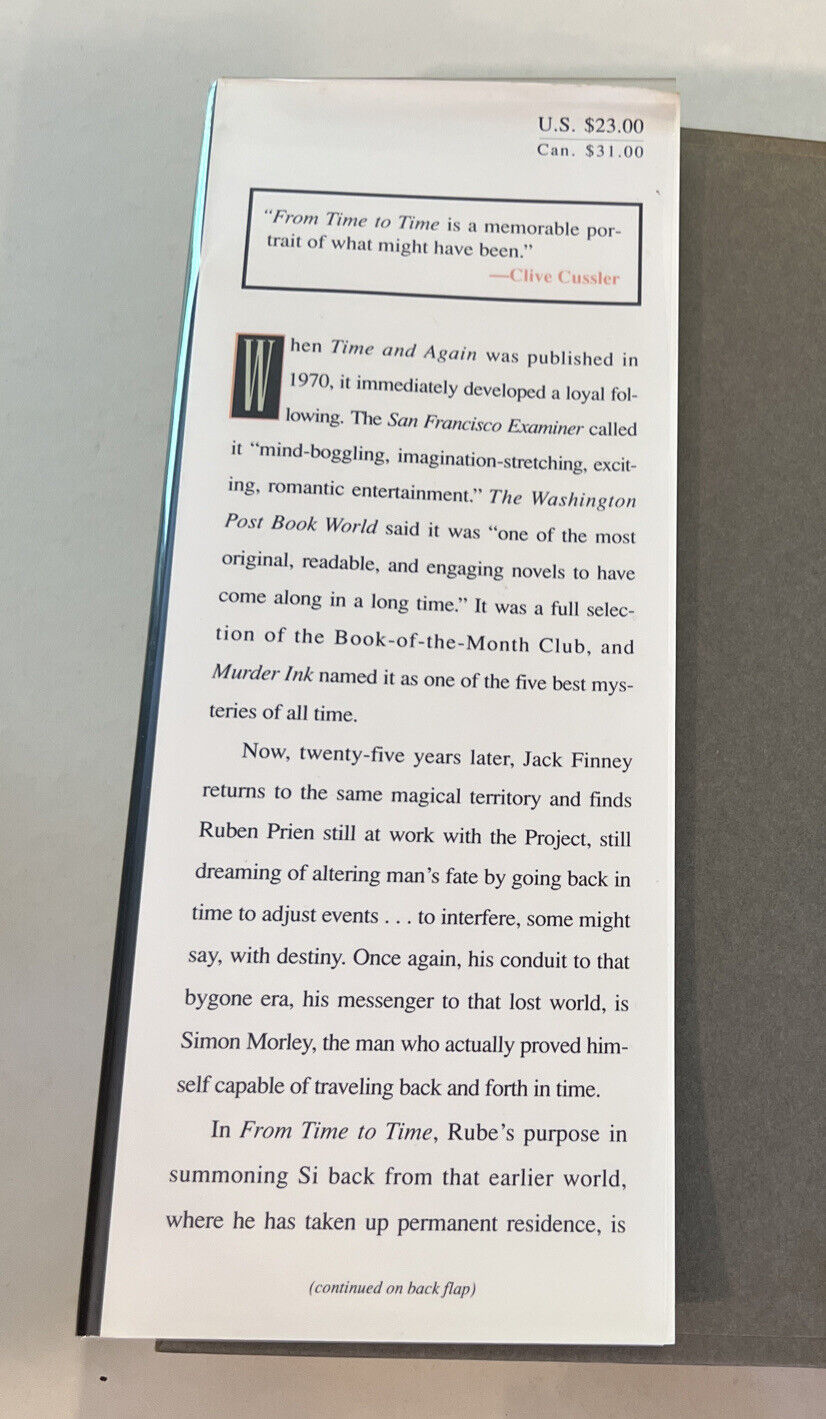 U.S. $23.00
Can. $31.00
“From Time to Time is a memorable por-
trait of what might have been.”
—Clive Cussler
When Time and Again was published in
1970, it immediately developed a loyal fol-
lowing. The San Francisco Examiner called
it “mind-boggling, imagination-stretching, excit-
ing, romantic entertainment.” The Washington
Post Book World said it was “one of the most
original, readable, and engaging novels to have
come along in a long time.” It was a full selec-
tion of the Book-of-the-Month Club, and
Murder Ink named it as one of the five best mys-
teries of all time.
Now, twenty-five years later, Jack Finney
returns to the same magical territory and finds
Ruben Prien still at work with the Project, still
dreaming of altering man’s fate by going back in
time to adjust events . . . to interfere, some might
say, with destiny. Once again, his conduit to that
bygone era, his messenger to that lost world, is
Simon Morley, the man who actually proved him-
self capable of traveling back and forth in time.
In From Time to Time, Rube’s purpose in
summoning Si back from that earlier world,
where he has taken up permanent residence, is
(continued on back flap)